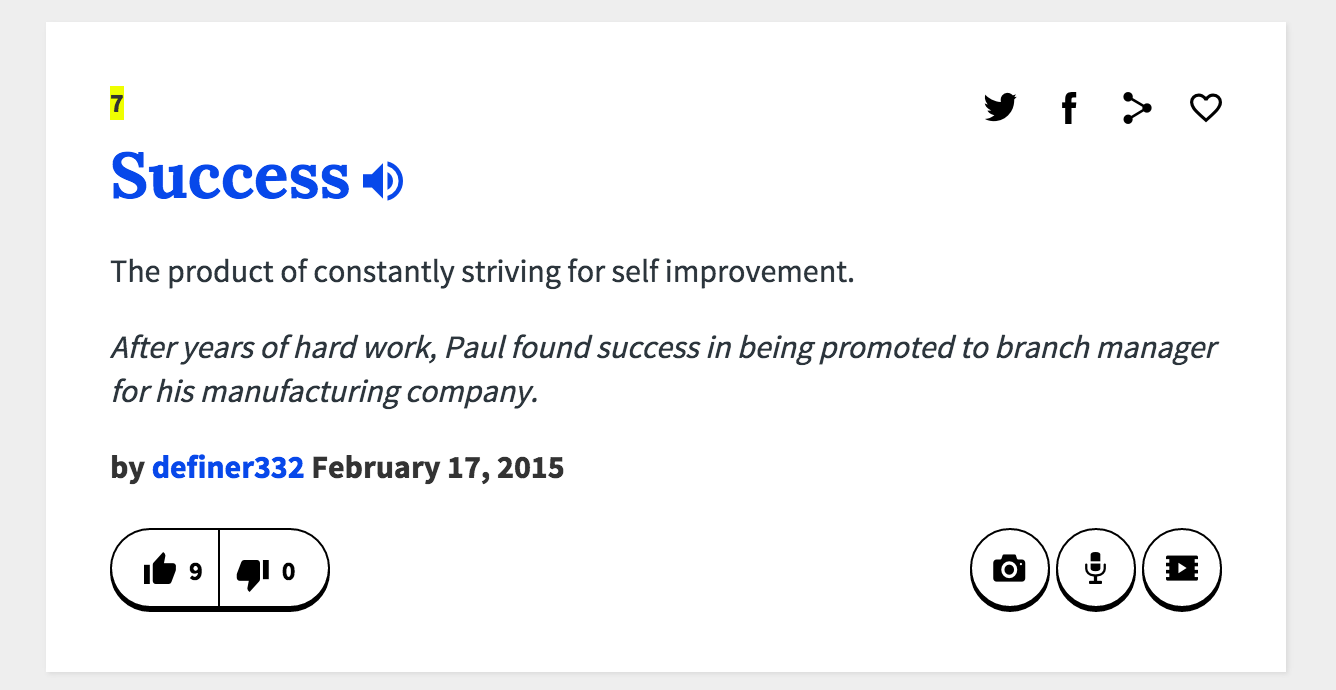 7
Success
The product of constantly striving for self improvement.
After years of hard work, Paul found success in being promoted to branch manager
for his manufacturing company.
by definer332 February 17, 2015
9 0